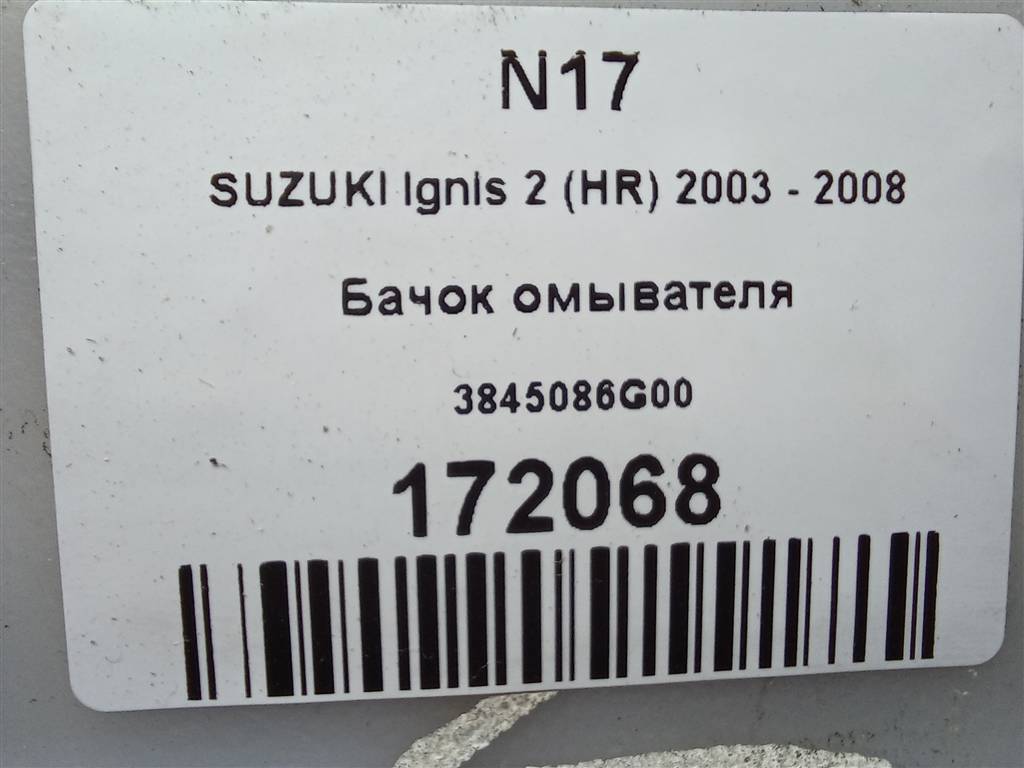 N17
SUZUKI Ignis 2 (HR) 2003 - 2008
Бачок омывателя
3845086G00
172068